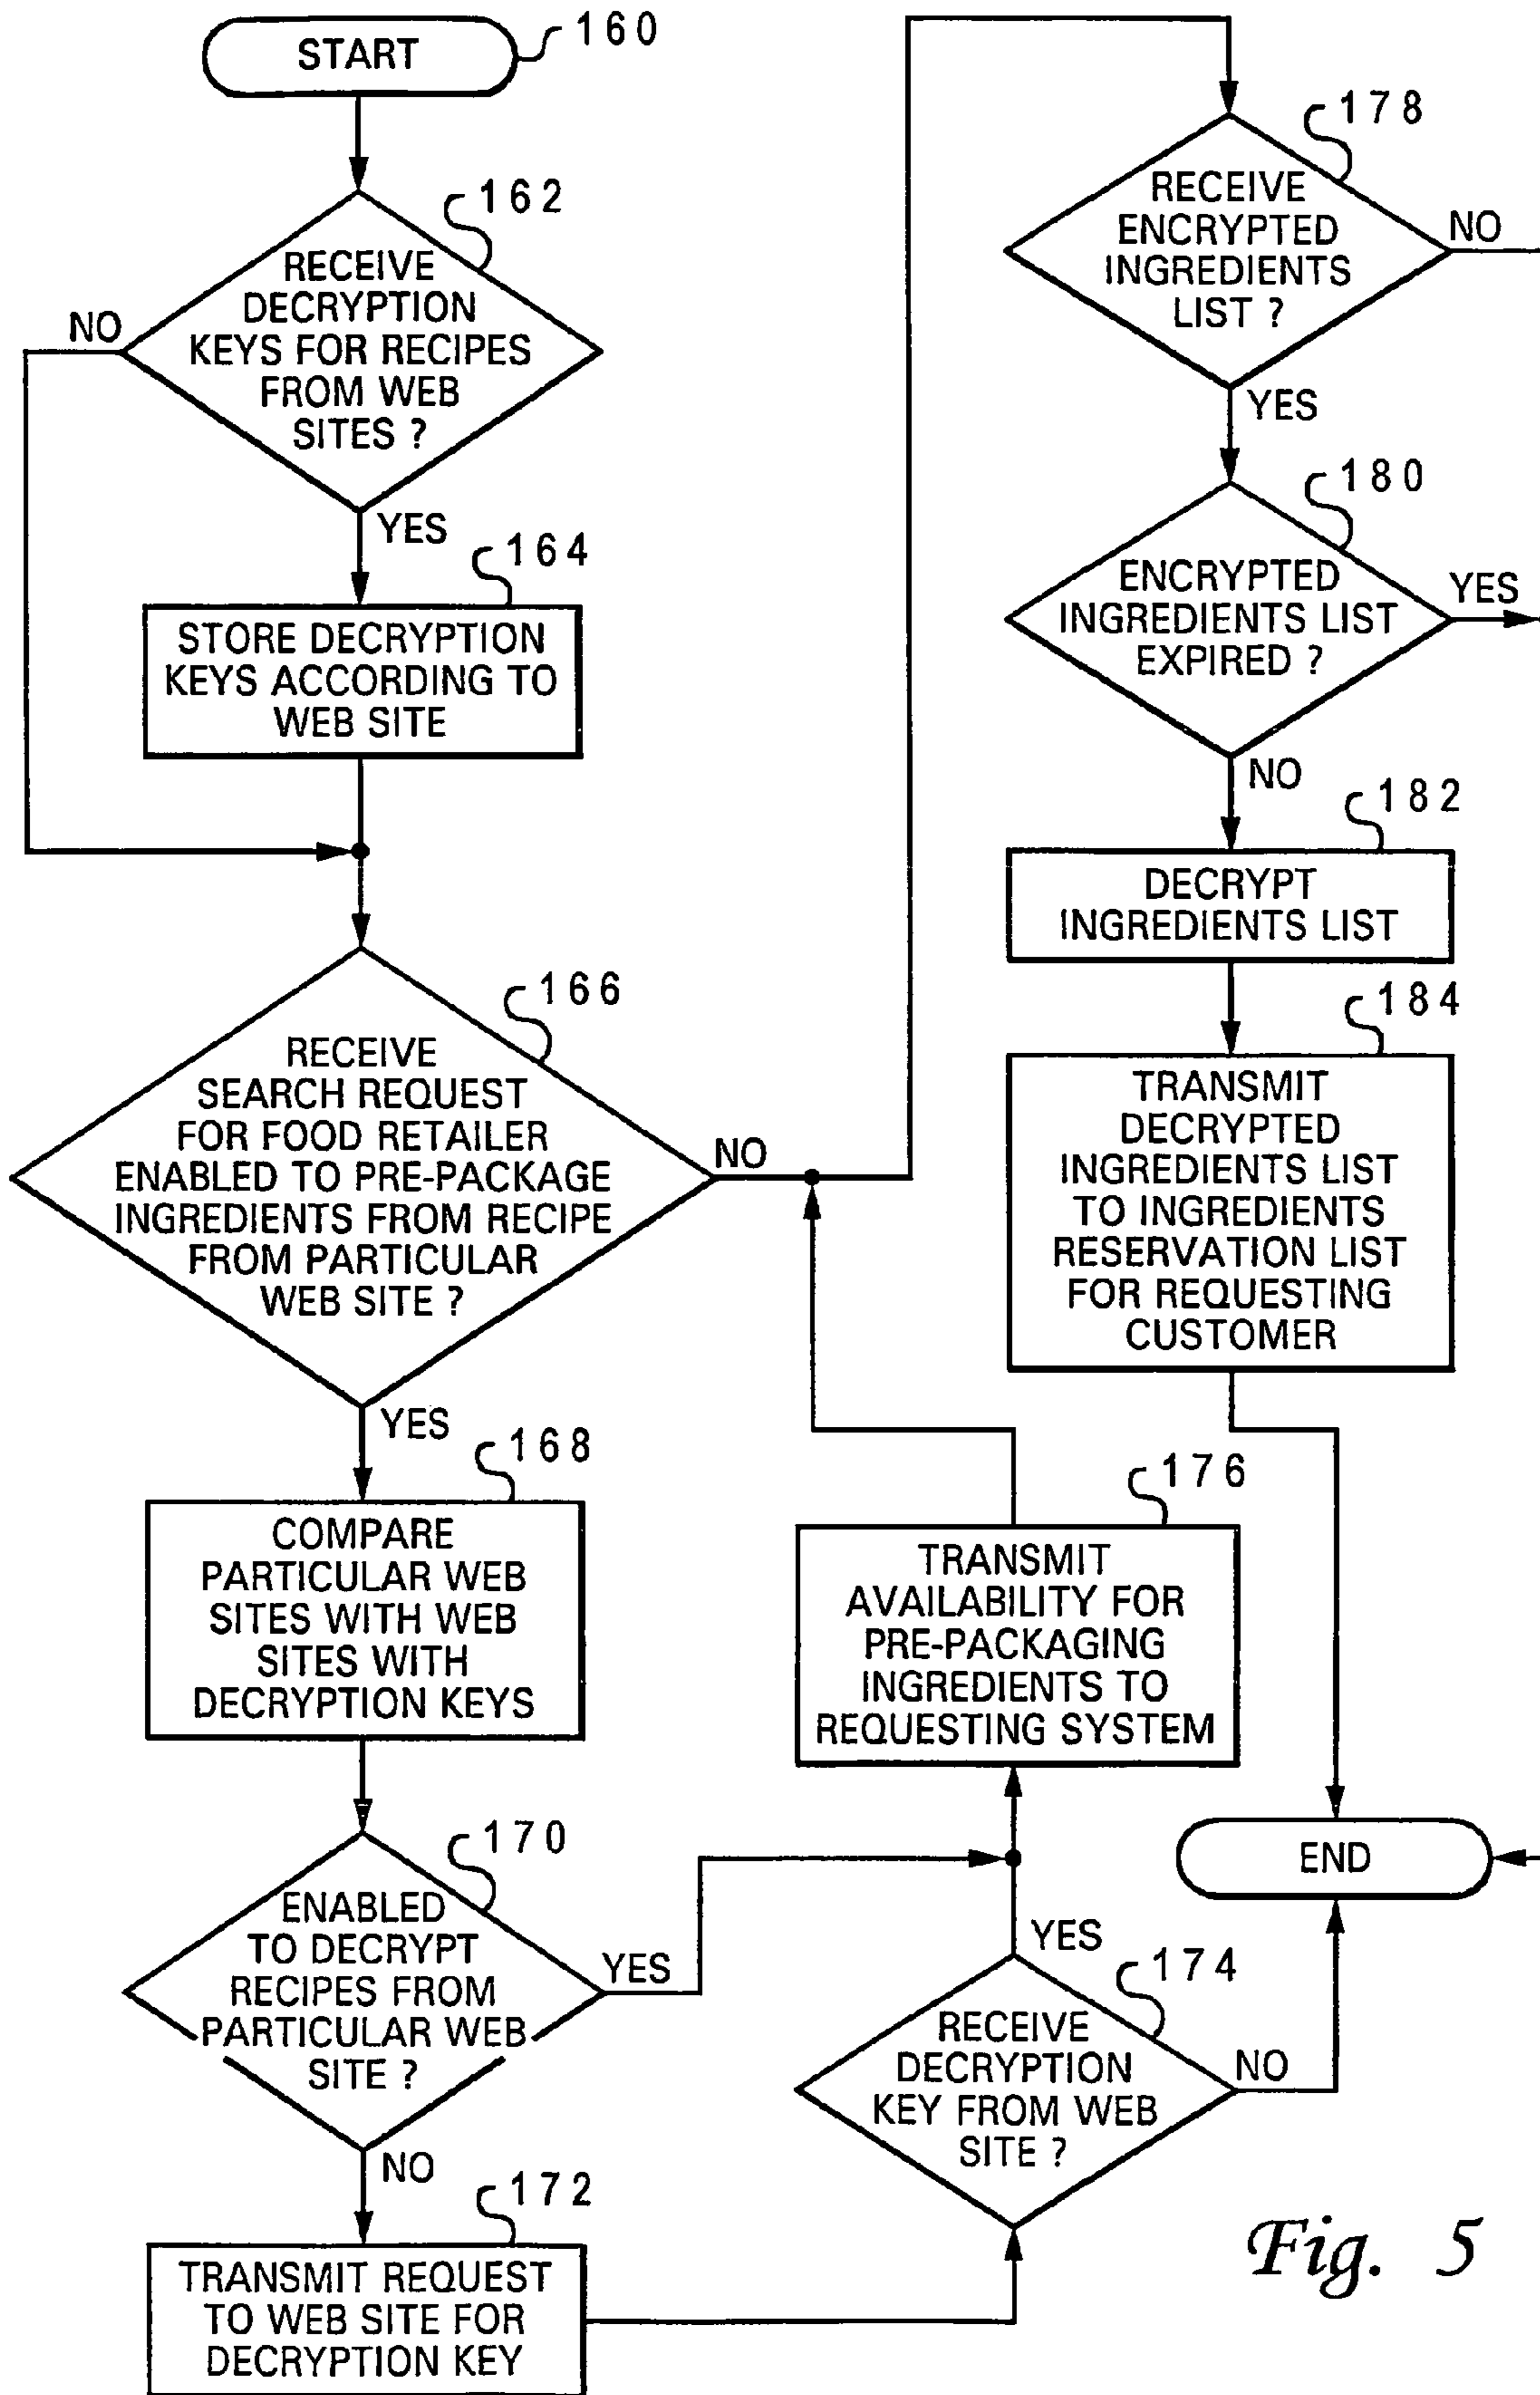 START
160
162
RECEIVE
DECRYPTION
KEYS FOR RECIPES
FROM WEB
SITES ?
NO
YES
164
STORE DECRYPTION
KEYS ACCORDING TO
WEB SITE
166
RECEIVE
SEARCH REQUEST
FOR FOOD RETAILER
ENABLED TO PRE-PACKAGE
INGREDIENTS FROM RECIPE
FROM PARTICULAR
WEB SITE ?
NO
YES
168
COMPARE
PARTICULAR WEB
SITES WITH WEB
SITES WITH
DECRYPTION KEYS
170
ENABLED
TO DECRYPT
RECIPES FROM
PARTICULAR WEB
SITE ?
YES
NO
172
TRANSMIT REQUEST
TO WEB SITE FOR
DECRYPTION KEY
174
RECEIVE
DECRYPTION
KEY FROM WEB
SITE ?
YES
NO
176
TRANSMIT
AVAILABILITY FOR
PRE-PACKAGING
INGREDIENTS TO
REQUESTING SYSTEM
178
RECEIVE
ENCRYPTED
INGREDIENTS
LIST ?
NO
YES
180
ENCRYPTED
INGREDIENTS LIST
EXPIRED ?
YES
NO
182
DECRYPT
INGREDIENTS LIST
184
TRANSMIT
DECRYPTED
INGREDIENTS LIST
TO INGREDIENTS
RESERVATION LIST
FOR REQUESTING
CUSTOMER
END
Fig. 5